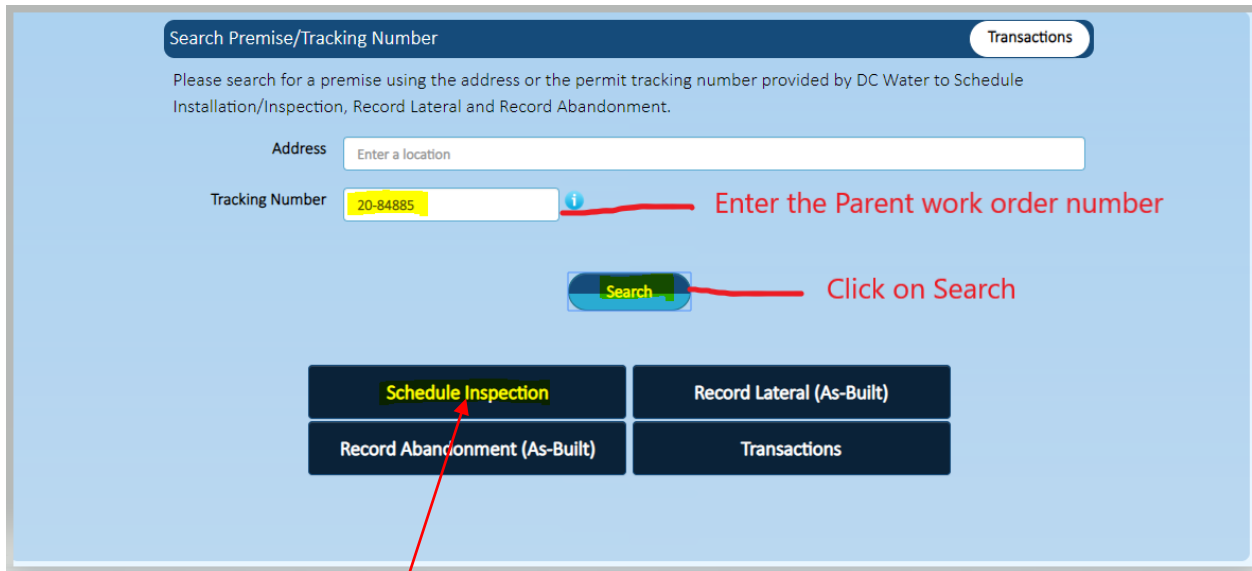 Search Premise/Tracking Number
Transactions
Please search for a premise using the address or the permit tracking number provided by DC Water to Schedule
Installation/Inspection, Record Lateral and Record Abandonment.
Address
Enter a location
Tracking Number
20-84885
i
Enter the Parent work order number
Search
Click on Search
Schedule Inspection
Record Lateral (As-Built)
Record Abandonment (As-Built)
Transactions